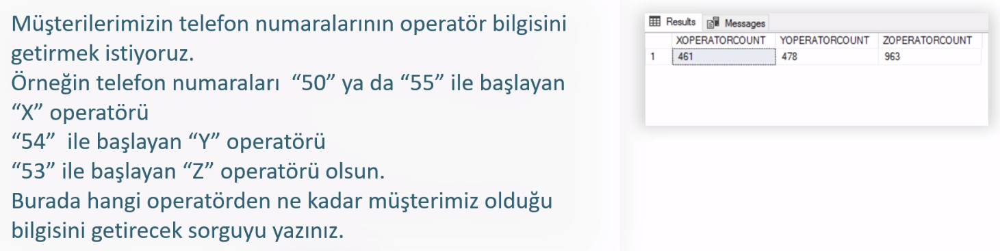 Müşterilerimizin telefon numaralarının operatör bilgisini
getirmek istiyoruz.
Örneğin telefon numaraları “50” ya da “55” ile başlayan
“X” operatörü
“54” ile başlayan “Y” operatörü
“53” ile başlayan “Z” operatörü olsun.
Burada hangi operatörden ne kadar müşterimiz olduğu
bilgisini getirecek sorguyu yazınız.
Results Messages
XOPERATORCOUNT YOPERATORCOUNT ZOPERATORCOUNT
1 461 478 963